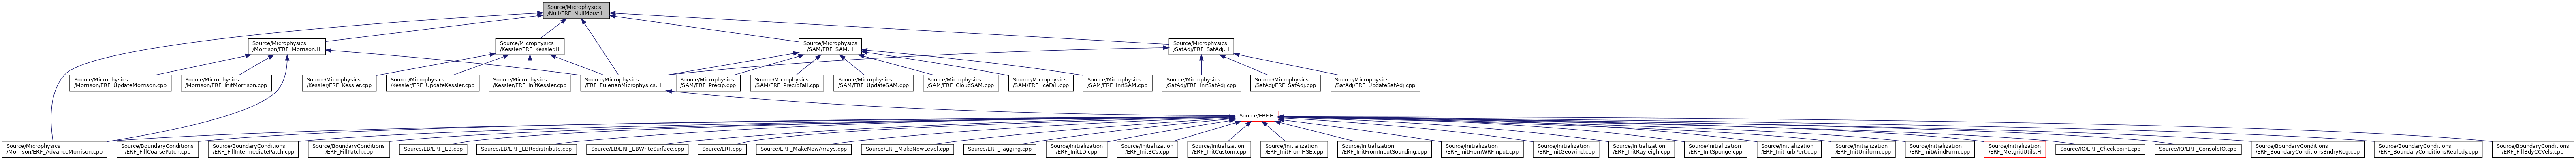 Source/Microphysics
/Null/ERF_NullMoist.H
Source/Microphysics
/Morrison/ERF_Morrison.H
Source/Microphysics
/Kessler/ERF_Kessler.H
Source/Microphysics
/SAM/ERF_SAM.H
Source/Microphysics
/SatAdj/ERF_SatAdj.H
Source/Microphysics
/Morrison/ERF_UpdateMorrison.cpp
Source/Microphysics
/Morrison/ERF_InitMorrison.cpp
Source/Microphysics
/Kessler/ERF_Kessler.cpp
Source/Microphysics
/Kessler/ERF_UpdateKessler.cpp
Source/Microphysics
/Kessler/ERF_InitKessler.cpp
Source/Microphysics
/ERF_EulerianMicrophysics.H
Source/Microphysics
/SAM/ERF_Precip.cpp
Source/Microphysics
/SAM/ERF_PrecipFall.cpp
Source/Microphysics
/SAM/ERF_UpdateSAM.cpp
Source/Microphysics
/SAM/ERF_CloudSAM.cpp
Source/Microphysics
/SAM/ERF_IceFall.cpp
Source/Microphysics
/SAM/ERF_InitSAM.cpp
Source/Microphysics
/SatAdj/ERF_InitSatAdj.cpp
Source/Microphysics
/SatAdj/ERF_SatAdj.cpp
Source/Microphysics
/SatAdj/ERF_UpdateSatAdj.cpp
Source/ERF.H
Source/Microphysics
/Morrison/ERF_AdvanceMorrison.cpp
Source/BoundaryConditions
/ERF_FillCoarsePatch.cpp
Source/BoundaryConditions
/ERF_FillIntermediatePatch.cpp
Source/BoundaryConditions
/ERF_FillPatch.cpp
Source/EB/ERF_EB.cpp
Source/EB/ERF_EBRedistribute.cpp
Source/EB/ERF_EBWriteSurface.cpp
Source/ERF.cpp
Source/ERF_MakeNewArrays.cpp
Source/ERF_MakeNewLevel.cpp
Source/ERF_Tagging.cpp
Source/Initialization
/ERF_Init1D.cpp
Source/Initialization
/ERF_InitBCs.cpp
Source/Initialization
/ERF_InitCustom.cpp
Source/Initialization
/ERF_InitFromHSE.cpp
Source/Initialization
/ERF_InitFromInputSounding.cpp
Source/Initialization
/ERF_InitFromWRFInput.cpp
Source/Initialization
/ERF_InitGeowind.cpp
Source/Initialization
/ERF_InitRayleigh.cpp
Source/Initialization
/ERF_InitSponge.cpp
Source/Initialization
/ERF_InitTurbPert.cpp
Source/Initialization
/ERF_InitUniform.cpp
Source/Initialization
/ERF_InitWindFarm.cpp
Source/Initialization
/ERF_MetgridUtils.H
Source/IO/ERF_Checkpoint.cpp
Source/IO/ERF_ConsoleIO.cpp
Source/BoundaryConditions
/ERF_BoundaryConditionsBndryReg.cpp
Source/BoundaryConditions
/ERF_BoundaryConditionsRealbdy.cpp
Source/BoundaryConditions
/ERF_FillBdyCCVels.cpp